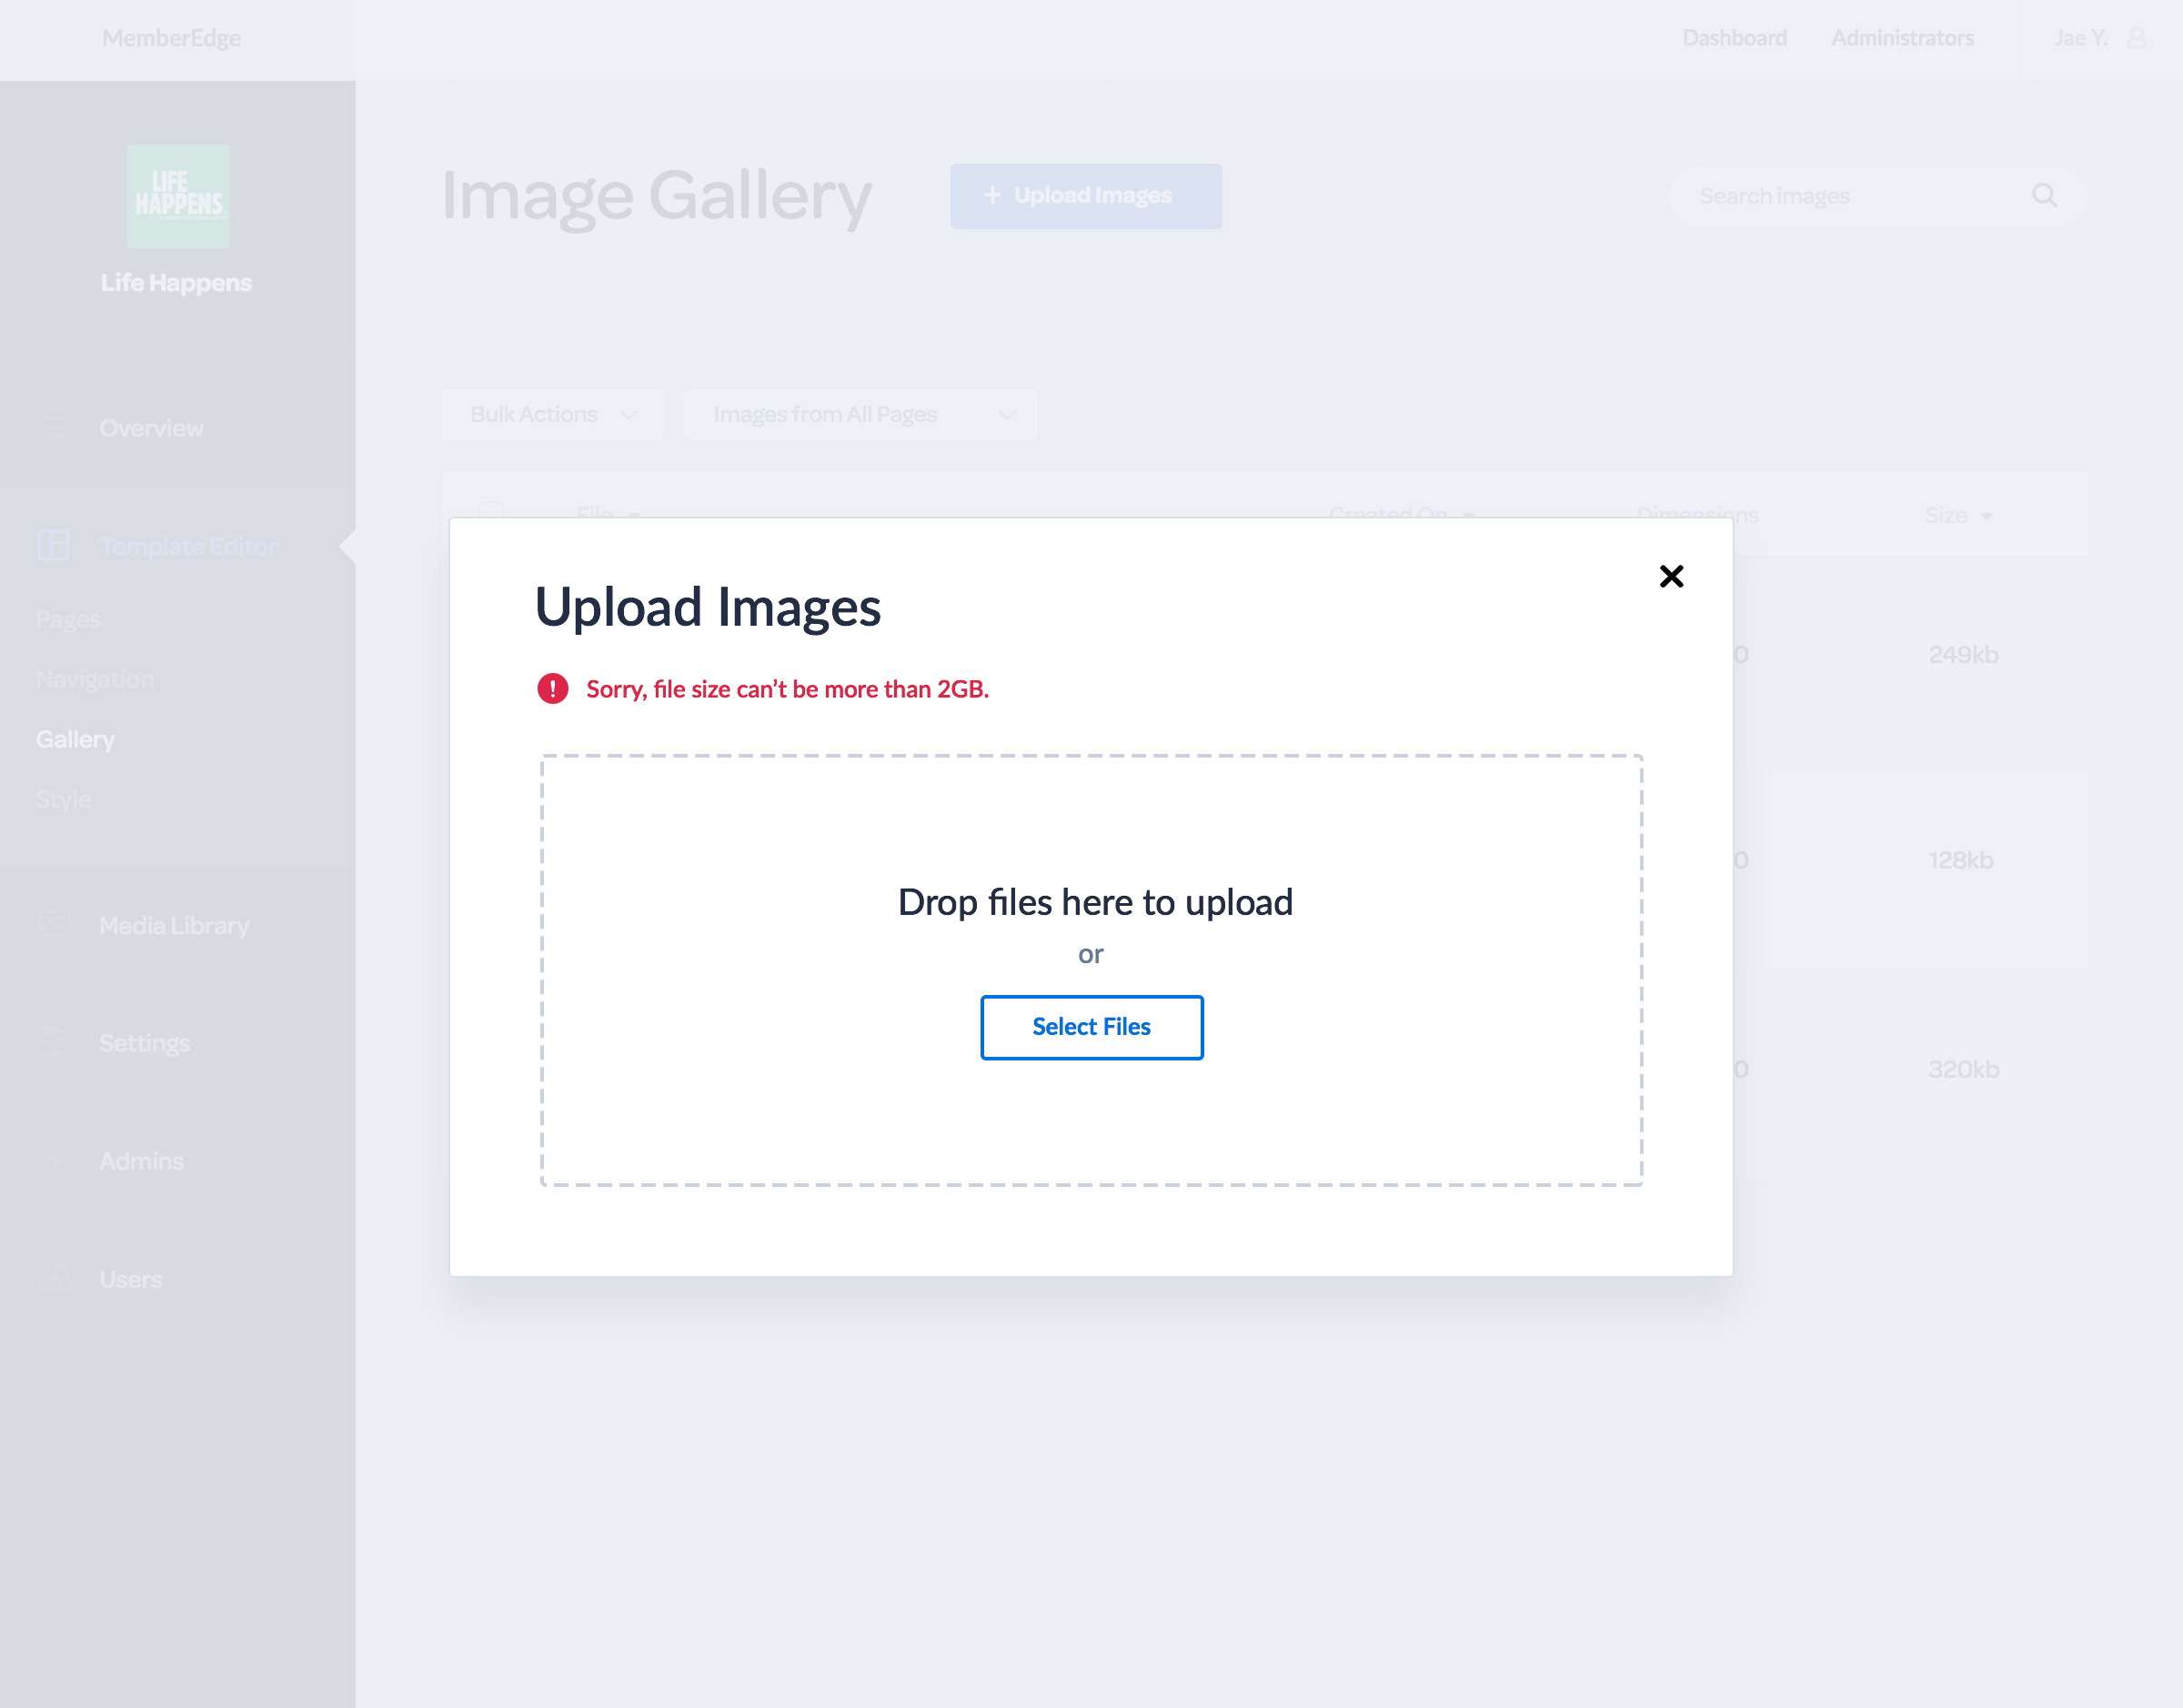 MemberEdge
Dashboard
Administrators
Jae Y.
LIFE
HAPPENS
Life Happens
Overview
Template Editor
Pages
Navigation
Gallery
Style
Media Library
Settings
Admins
Users
Image Gallery
+ Upload Images
Search images
Bulk Actions
Images from All Pages
File
Created On
Dimensions
Size
0
249kb
0
128kb
0
320kb
Upload Images
Sorry, file size can’t be more than 2GB.
Drop files here to upload
or
Select Files